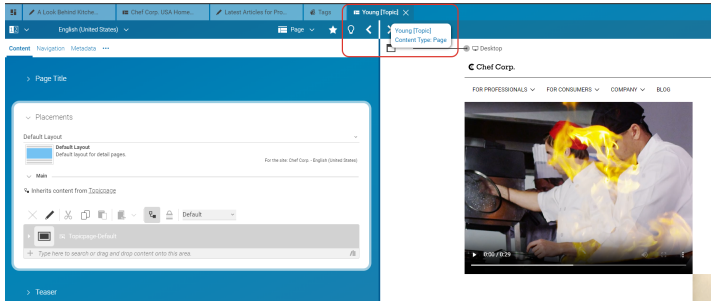 A Look Behind Kitche...
Chef Corp. USA Home...
Latest Articles for Pro...
Tags
Young [Topic]
English (United States)
Page
Young [Topic]
Content Type: Page
Content Navigation Metadata
Desktop
Page Title
Chef Corp.
FOR PROFESSIONALS
FOR CONSUMERS
COMPANY
BLOG
Placements
Default Layout
Default Layout
Default layout for detail pages.
For the site: Chef Corp. - English (United States)
Main
Inherits content from Topicpage
Default
Topicpage Default
Type here to search or drag and drop content onto this area.
0:00 / 0:29
Teaser